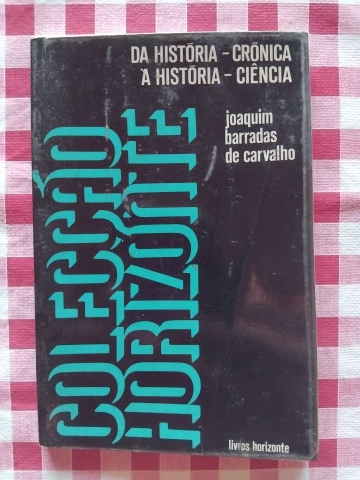 DA HISTÓRIA - CRÓNICA
À HISTÓRIA - CIÊNCIA
joaquim
barradas
de carvalho
COLECÇÃO
HORIZONTE
livros horizonte